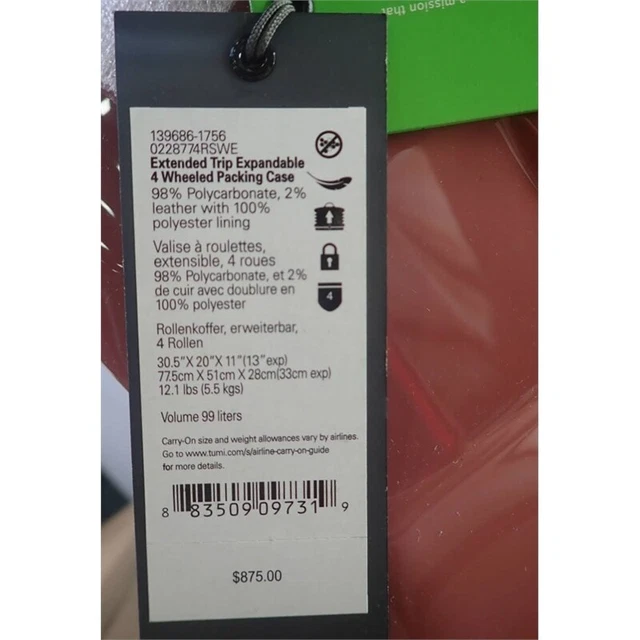 a mission that
139686-1756
0228774RSWE
Extended Trip Expandable
4 Wheeled Packing Case
98% Polycarbonate, 2%
leather with 100%
polyester lining
Valise à roulettes,
extensible, 4 roues
98% Polycarbonate, et 2%
de cuir avec doublure en
100% polyester
4
Rollenkoffer, erweiterbar,
4 Rollen
30.5"X 20"X 11"(13"exp)
77.5cm X 51cm X 28cm(33cm exp)
12.1 lbs (5.5 kgs)
Volume 99 liters
Carry-On size and weight allowances vary by airlines.
Go to www.tumi.com/s/airline-carry-on-guide
for more details.
8 83509 09731 9
$875.00